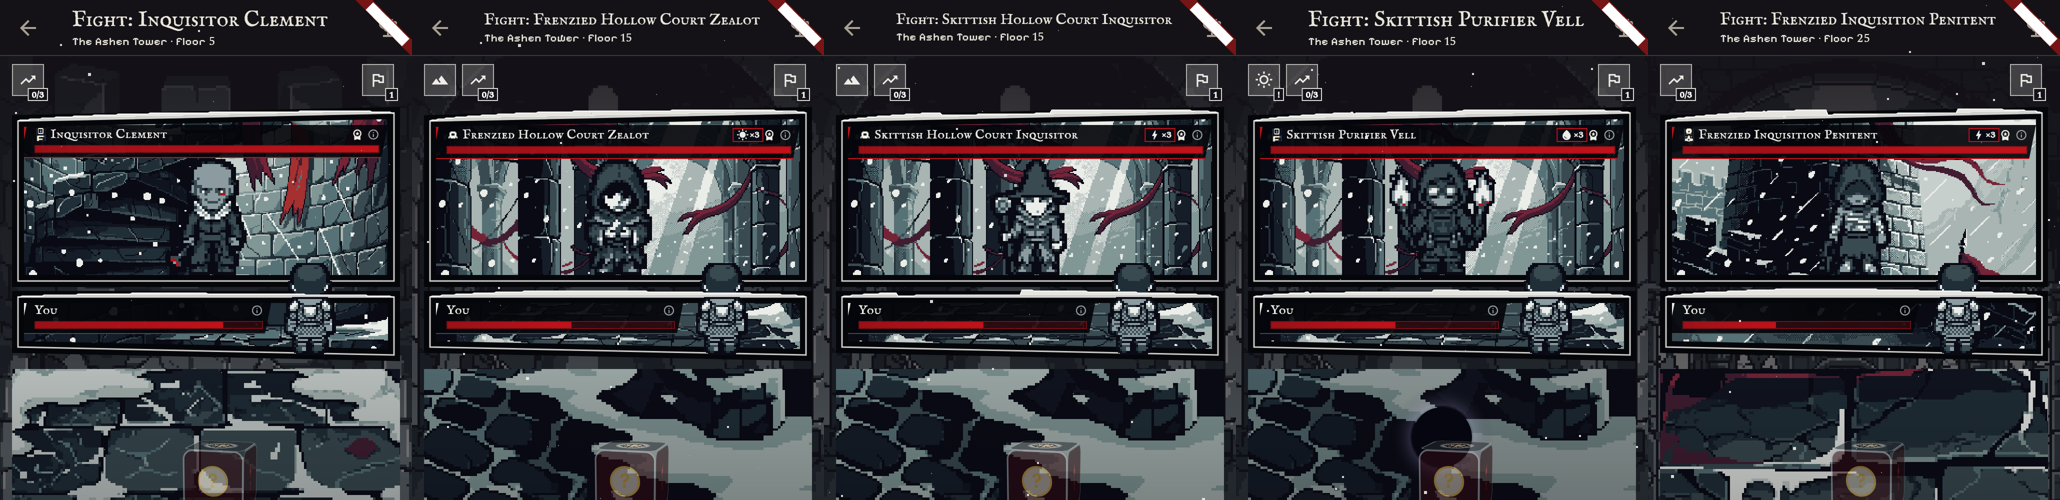 Fight: Inquisitor Clement
The Ashen Tower · Floor 5
0/3
1
Inquisitor Clement
You
?
Fight: Frenzied Hollow Court Zealot
The Ashen Tower · Floor 15
0/3
1
Frenzied Hollow Court Zealot
×3
You
?
Fight: Skittish Hollow Court Inquisitor
The Ashen Tower · Floor 15
0/3
1
Skittish Hollow Court Inquisitor
×3
You
?
Fight: Skittish Purifier Vell
The Ashen Tower · Floor 15
0/3
1
Skittish Purifier Vell
×3
You
?
Fight: Frenzied Inquisition Penitent
The Ashen Tower · Floor 25
0/3
1
Frenzied Inquisition Penitent
×3
You
?